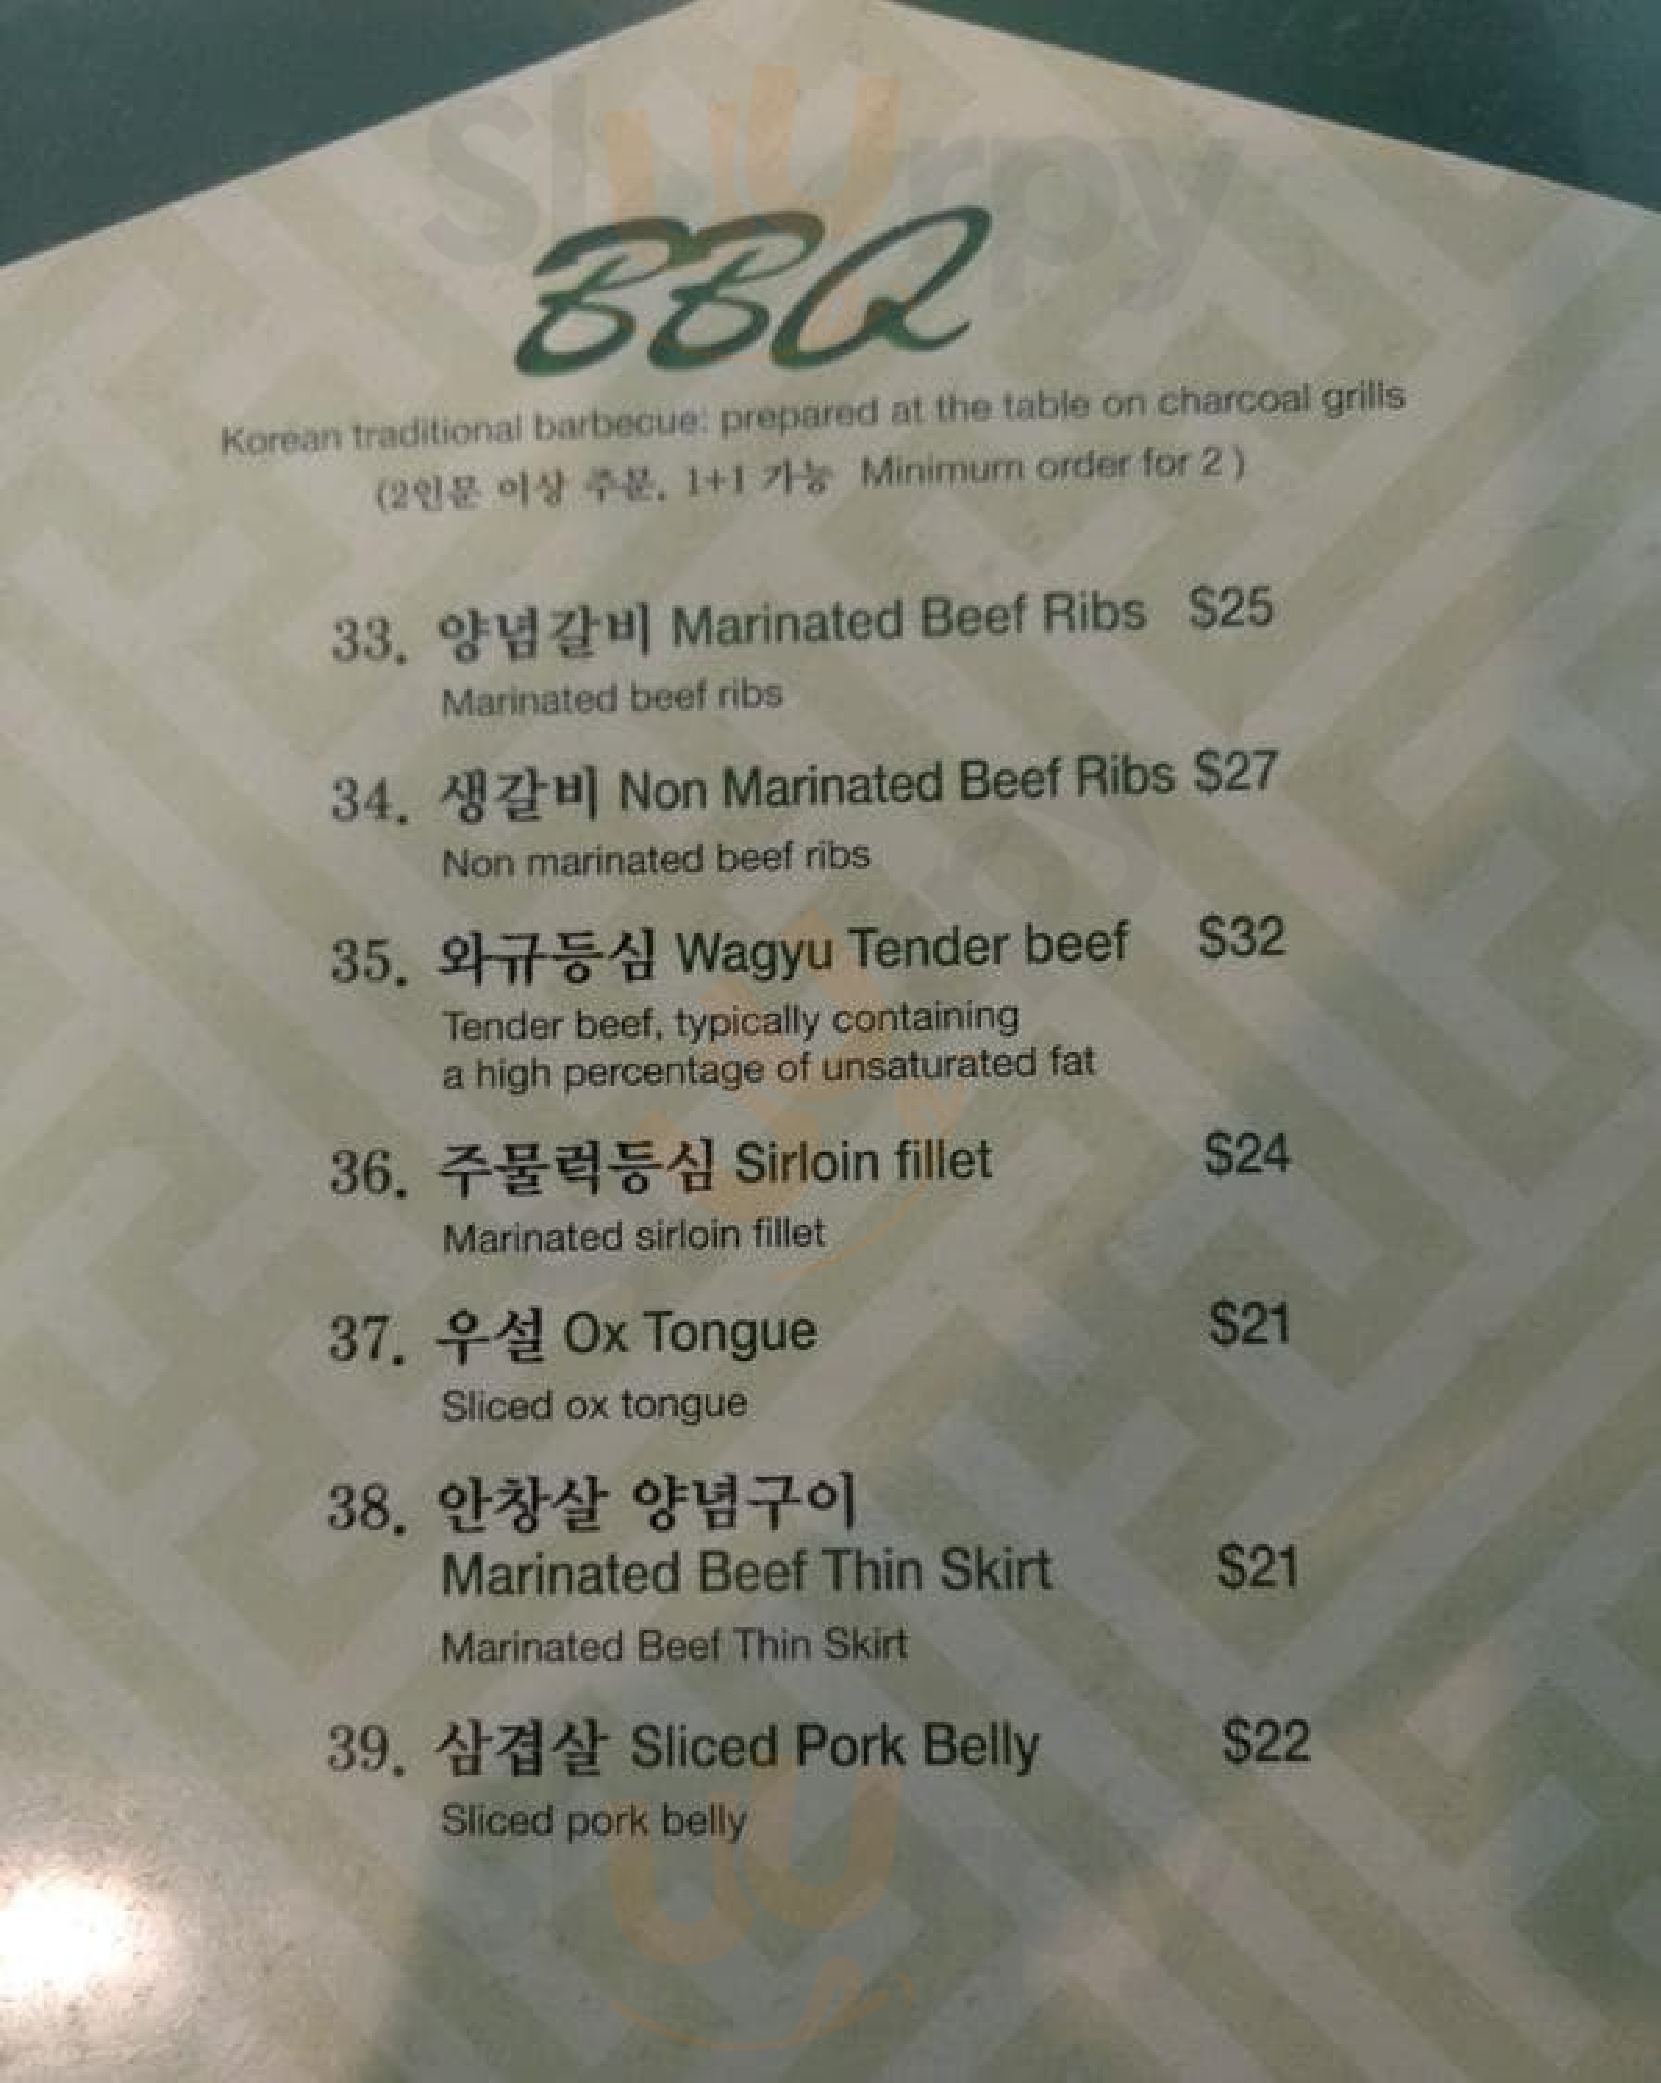 BBQ
Korean traditional barbecue: prepared at the table on charcoal grills
(2인분 이상 주문, 1+1 가능 Minimum order for 2 )
33. 양념갈비 Marinated Beef Ribs $25
Marinated beef ribs
34. 생갈비 Non Marinated Beef Ribs $27
Non marinated beef ribs
35. 와규등심 Wagyu Tender beef $32
Tender beef, typically containing
a high percentage of unsaturated fat
36. 주물럭등심 Sirloin fillet $24
Marinated sirloin fillet
37. 우설 Ox Tongue $21
Sliced ox tongue
38. 안창살 양념구이
Marinated Beef Thin Skirt $21
Marinated Beef Thin Skirt
39. 삼겹살 Sliced Pork Belly $22
Sliced pork belly
Sluurpy